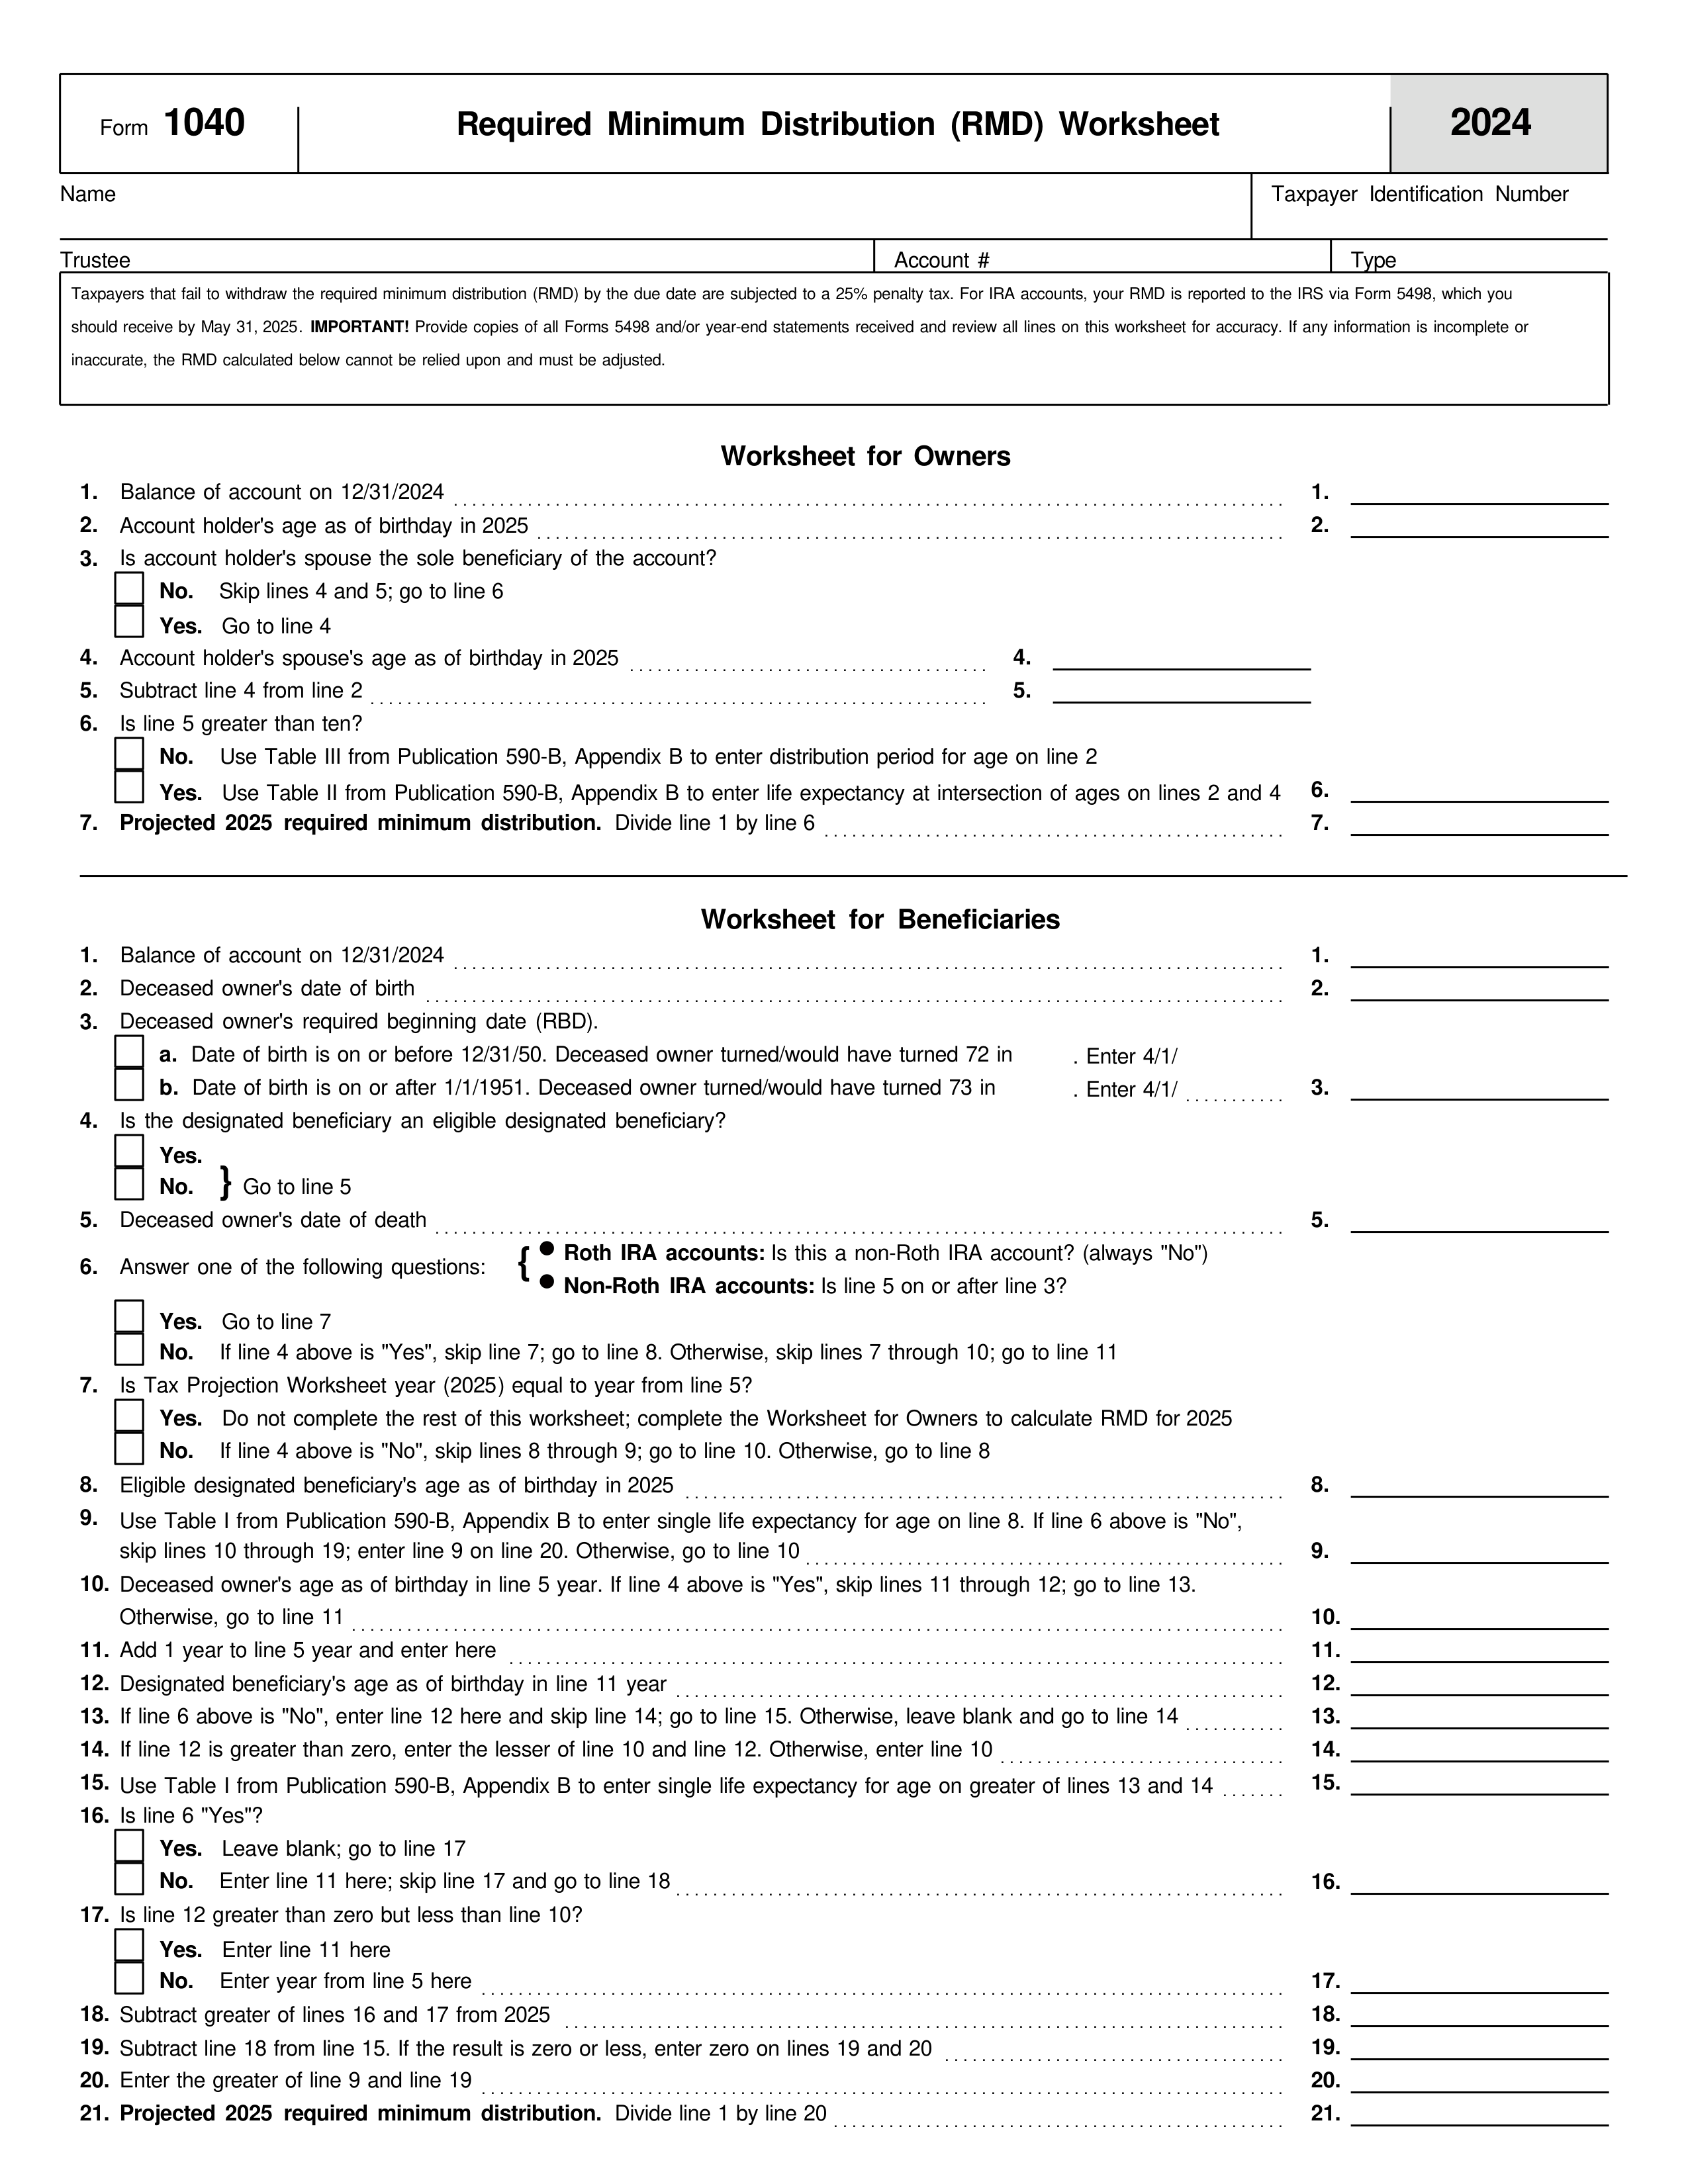 Form 1040
Required Minimum Distribution (RMD) Worksheet
2024
Name
Taxpayer Identification Number
Trustee
Account #
Type
Taxpayers that fail to withdraw the required minimum distribution (RMD) by the due date are subjected to a 25% penalty tax. For IRA accounts, your RMD is reported to the IRS via Form 5498, which you
should receive by May 31, 2025. IMPORTANT! Provide copies of all Forms 5498 and/or year-end statements received and review all lines on this worksheet for accuracy. If any information is incomplete or
inaccurate, the RMD calculated below cannot be relied upon and must be adjusted.
Worksheet for Owners
1. Balance of account on 12/31/2024 1.
2. Account holder's age as of birthday in 2025 2.
3. Is account holder's spouse the sole beneficiary of the account?
No. Skip lines 4 and 5; go to line 6
Yes. Go to line 4
4. Account holder's spouse's age as of birthday in 2025 4.
5. Subtract line 4 from line 2 5.
6. Is line 5 greater than ten?
No. Use Table III from Publication 590-B, Appendix B to enter distribution period for age on line 2
Yes. Use Table II from Publication 590-B, Appendix B to enter life expectancy at intersection of ages on lines 2 and 4 6.
7. Projected 2025 required minimum distribution. Divide line 1 by line 6 7.
Worksheet for Beneficiaries
1. Balance of account on 12/31/2024 1.
2. Deceased owner's date of birth 2.
3. Deceased owner's required beginning date (RBD).
a. Date of birth is on or before 12/31/50. Deceased owner turned/would have turned 72 in . Enter 4/1/
b. Date of birth is on or after 1/1/1951. Deceased owner turned/would have turned 73 in . Enter 4/1/ 3.
4. Is the designated beneficiary an eligible designated beneficiary?
Yes.
No. } Go to line 5
5. Deceased owner's date of death 5.
6. Answer one of the following questions: { ● Roth IRA accounts: Is this a non-Roth IRA account? (always "No")
● Non-Roth IRA accounts: Is line 5 on or after line 3?
Yes. Go to line 7
No. If line 4 above is "Yes", skip line 7; go to line 8. Otherwise, skip lines 7 through 10; go to line 11
7. Is Tax Projection Worksheet year (2025) equal to year from line 5?
Yes. Do not complete the rest of this worksheet; complete the Worksheet for Owners to calculate RMD for 2025
No. If line 4 above is "No", skip lines 8 through 9; go to line 10. Otherwise, go to line 8
8. Eligible designated beneficiary's age as of birthday in 2025 8.
9. Use Table I from Publication 590-B, Appendix B to enter single life expectancy for age on line 8. If line 6 above is "No",
skip lines 10 through 19; enter line 9 on line 20. Otherwise, go to line 10 9.
10. Deceased owner's age as of birthday in line 5 year. If line 4 above is "Yes", skip lines 11 through 12; go to line 13.
Otherwise, go to line 11 10.
11. Add 1 year to line 5 year and enter here 11.
12. Designated beneficiary's age as of birthday in line 11 year 12.
13. If line 6 above is "No", enter line 12 here and skip line 14; go to line 15. Otherwise, leave blank and go to line 14 13.
14. If line 12 is greater than zero, enter the lesser of line 10 and line 12. Otherwise, enter line 10 14.
15. Use Table I from Publication 590-B, Appendix B to enter single life expectancy for age on greater of lines 13 and 14 15.
16. Is line 6 "Yes"?
Yes. Leave blank; go to line 17
No. Enter line 11 here; skip line 17 and go to line 18 16.
17. Is line 12 greater than zero but less than line 10?
Yes. Enter line 11 here
No. Enter year from line 5 here 17.
18. Subtract greater of lines 16 and 17 from 2025 18.
19. Subtract line 18 from line 15. If the result is zero or less, enter zero on lines 19 and 20 19.
20. Enter the greater of line 9 and line 19 20.
21. Projected 2025 required minimum distribution. Divide line 1 by line 20 21.